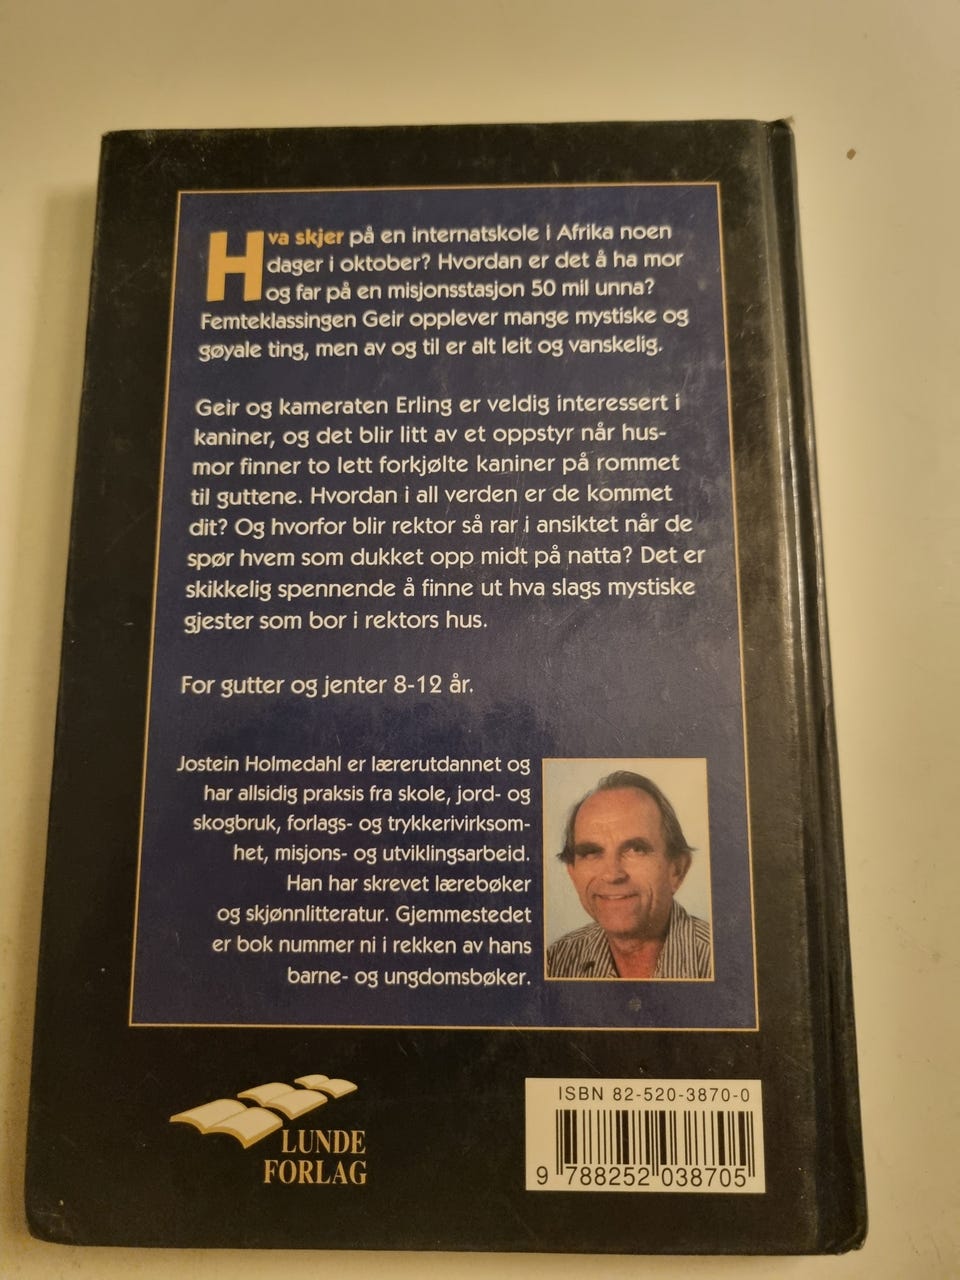 Hva skjer på en internatskole i Afrika noen
dager i oktober? Hvordan er det å ha mor
og far på en misjonsstasjon 50 mil unna?
Femteklassingen Geir opplever mange mystiske og
gøyale ting, men av og til er alt leit og vanskelig.
Geir og kameraten Erling er veldig interessert i
kaniner, og det blir litt av et oppstyr når hus-
mor finner to lett forkjølte kaniner på rommet
til guttene. Hvordan i all verden er de kommet
dit? Og hvorfor blir rektor så rar i ansiktet når de
spør hvem som dukket opp midt på natta? Det er
skikkelig spennende å finne ut hva slags mystiske
gjester som bor i rektors hus.
For gutter og jenter 8-12 år.
Jostein Holmedahl er lærerutdannet og
har allsidig praksis fra skole, jord- og
skogbruk, forlags- og trykkerivirksom-
het, misjons- og utviklingsarbeid.
Han har skrevet lærebøker
og skjønnlitteratur. Gjemmestedet
er bok nummer ni i rekken av hans
barne- og ungdomsbøker.
LUNDE
FORLAG
ISBN 82-520-3870-0
9 788252 038705